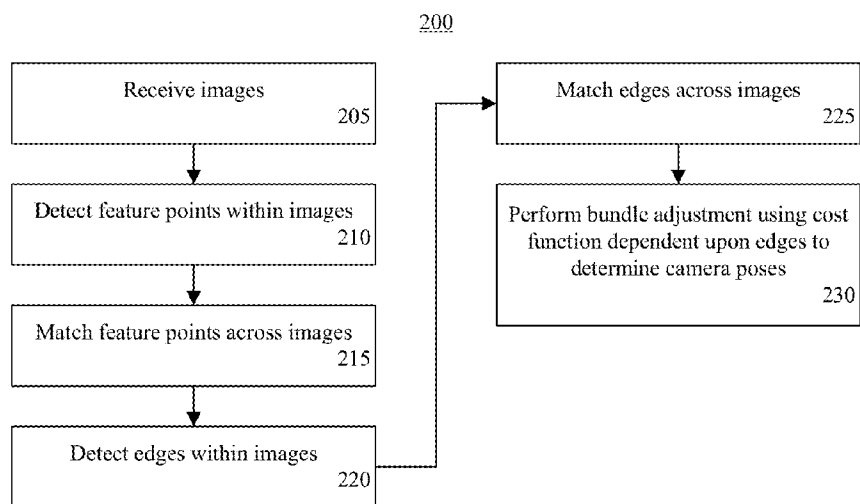 200
Receive images
205
Detect feature points within images
210
Match feature points across images
215
Detect edges within images
220
Match edges across images
225
Perform bundle adjustment using cost
function dependent upon edges to
determine camera poses
230